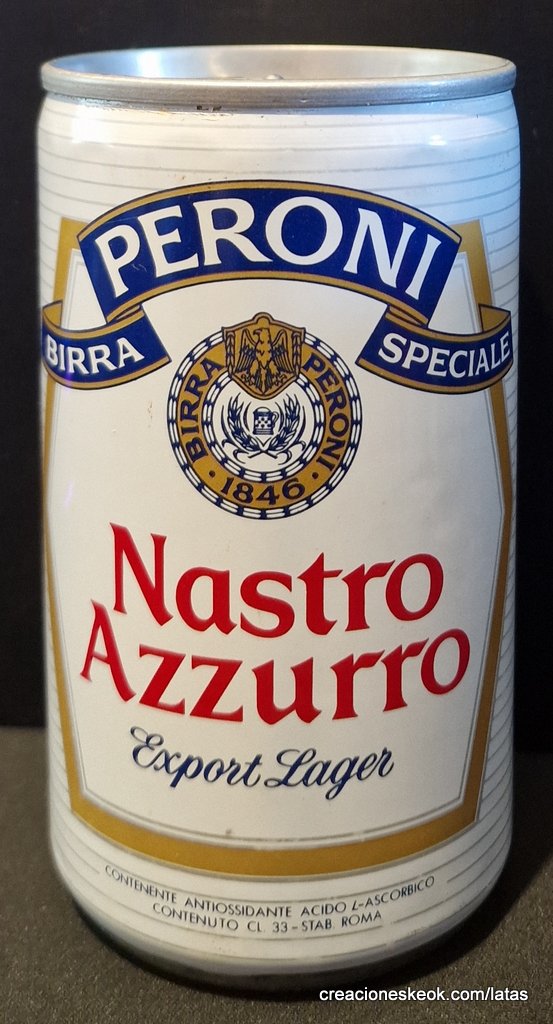 PERONI
BIRRA SPECIALE
BIRRA PERONI
· 1846 ·
Nastro
Azzurro
Export Lager
CONTENENTE ANTIOSSIDANTE ACIDO L-ASCORBICO
CONTENUTO CL. 33 - STAB. ROMA
creacioneskeok.com/latas